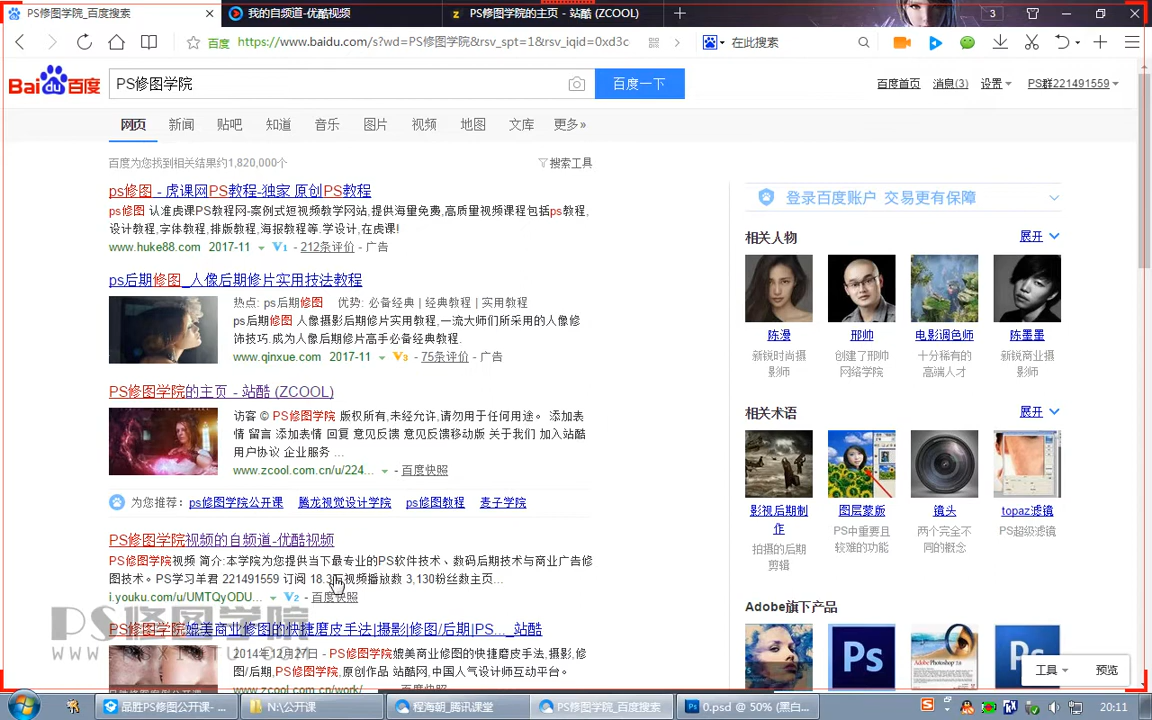 PS修图学院_百度搜索
我的自频道-优酷视频
PS修图学院的主页 - 站酷 (ZCOOL)
3
百度 https://www.baidu.com/s?wd=PS修图学院&rsv_spt=1&rsv_iqid=0xd3c
在此搜索
Bai du 百度
PS修图学院
百度一下
百度首页 消息(3) 设置 PS群221491559
网页 新闻 贴吧 知道 音乐 图片 视频 地图 文库 更多»
百度为您找到相关结果约1,820,000个
搜索工具
ps修图 - 虎课网PS教程-独家 原创PS教程
ps修图 认准虎课PS教程网-案例式短视频教学网站,提供海量免费,高质量视频课程包括ps教程,
设计教程,字体教程,排版教程,海报教程等.学设计,在虎课!
www.huke88.com 2017-11 V1 - 212条评价 - 广告
ps后期修图_人像后期修片实用技法教程
热点: ps后期修图 优势: 必备经典 | 经典教程 | 实用教程
ps后期修图 人像摄影后期修片实用教程,一流大师们所采用的人像修
饰技巧.成为人像后期修片高手必备经典教程.
www.qinxue.com 2017-11 V3 - 75条评价 - 广告
PS修图学院的主页 - 站酷 (ZCOOL)
访客 © PS修图学院 版权所有,未经允许,请勿用于任何用途。 添加表
情 留言 添加表情 回复 意见反馈 意见反馈移动版 关于我们 加入站酷
用户协议 企业服务 ...
www.zcool.com.cn/u/224... - 百度快照
为您推荐: ps修图学院公开课 腾龙视觉设计学院 ps修图教程 麦子学院
PS修图学院视频的自频道-优酷视频
PS修图学院视频 简介:本学院为您提供当下最专业的PS软件技术、数码后期技术与商业广告修
图技术。PS学习羊君 221491559 订阅 18.3万视频播放数 3,130粉丝数主页...
i.youku.com/u/UMTQyODU... V2 - 百度快照
PS修图学院
PS修图学院媲美商业修图的快捷磨皮手法|摄影|修图/后期|PS..._站酷
2014年12月27日 - PS修图学院媲美商业修图的快捷磨皮手法,摄影,修
图/后期,PS修图学院,原创作品 站酷网,中国人气设计师互动平台。
www.zcool.com.cn/work/... 百度快照
登录百度账户 交易更有保障
相关人物 展开
陈漫 邢帅 电影调色师 陈墨墨
新锐时尚摄 创建了邢帅 十分稀有的 新锐商业摄
影师 网络学院 高端人才 影师
相关术语 展开
影视后期制 图层蒙版 镜头 topaz滤镜
作 PS中重要且 两个完全不 PS超级滤镜
拍摄的后期 较难的功能 同的概念
剪辑
Adobe旗下产品
Ps
工具 预览
品胜PS修图公开课- ... N:\公开课 程海朝_腾讯课堂 PS修图学院_百度搜索 0.psd @ 50% (黑白... 20:11